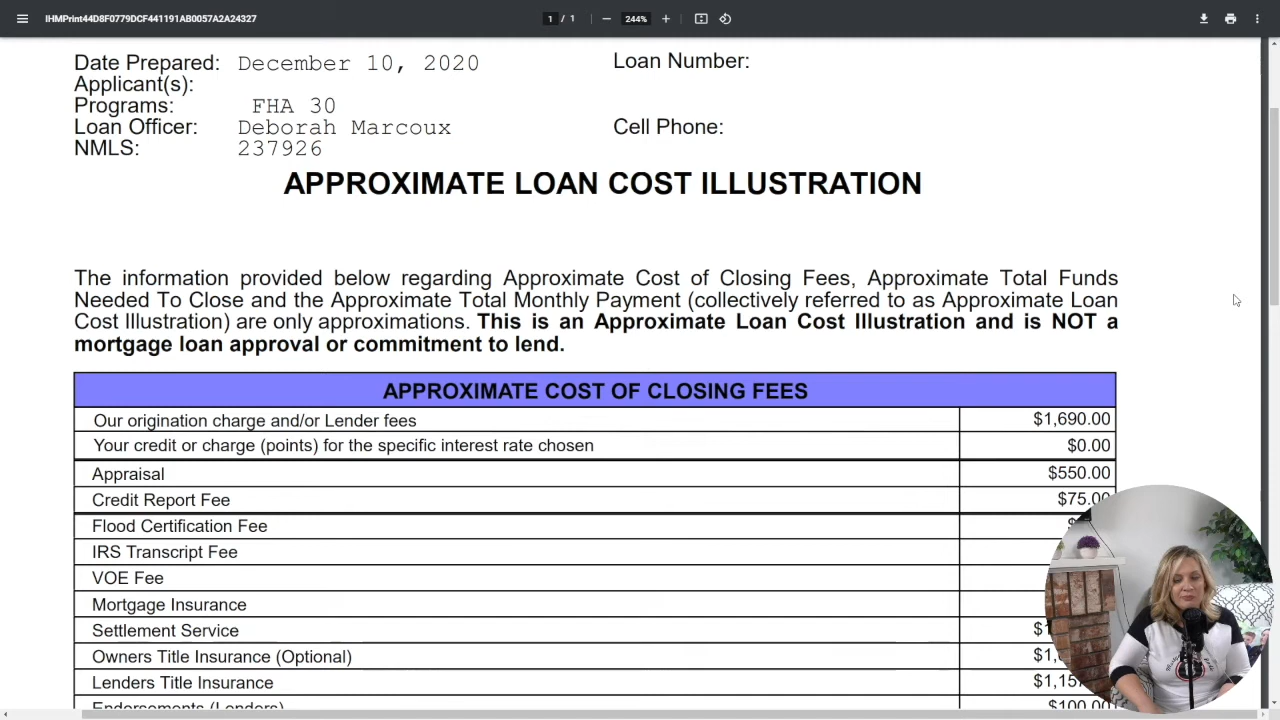 IHMPrint44D8F0779DCF441191AB0057A2A24327
1 / 1
244%
Date Prepared: December 10, 2020 Loan Number:
Applicant(s):
Programs: FHA 30
Loan Officer: Deborah Marcoux Cell Phone:
NMLS: 237926
APPROXIMATE LOAN COST ILLUSTRATION
The information provided below regarding Approximate Cost of Closing Fees, Approximate Total Funds
Needed To Close and the Approximate Total Monthly Payment (collectively referred to as Approximate Loan
Cost Illustration) are only approximations. This is an Approximate Loan Cost Illustration and is NOT a
mortgage loan approval or commitment to lend.
APPROXIMATE COST OF CLOSING FEES
Our origination charge and/or Lender fees $1,690.00
Your credit or charge (points) for the specific interest rate chosen $0.00
Appraisal $550.00
Credit Report Fee $75.00
Flood Certification Fee
IRS Transcript Fee
VOE Fee
Mortgage Insurance
Settlement Service
Owners Title Insurance (Optional)
Lenders Title Insurance
Endorsements (Lenders) $100.00